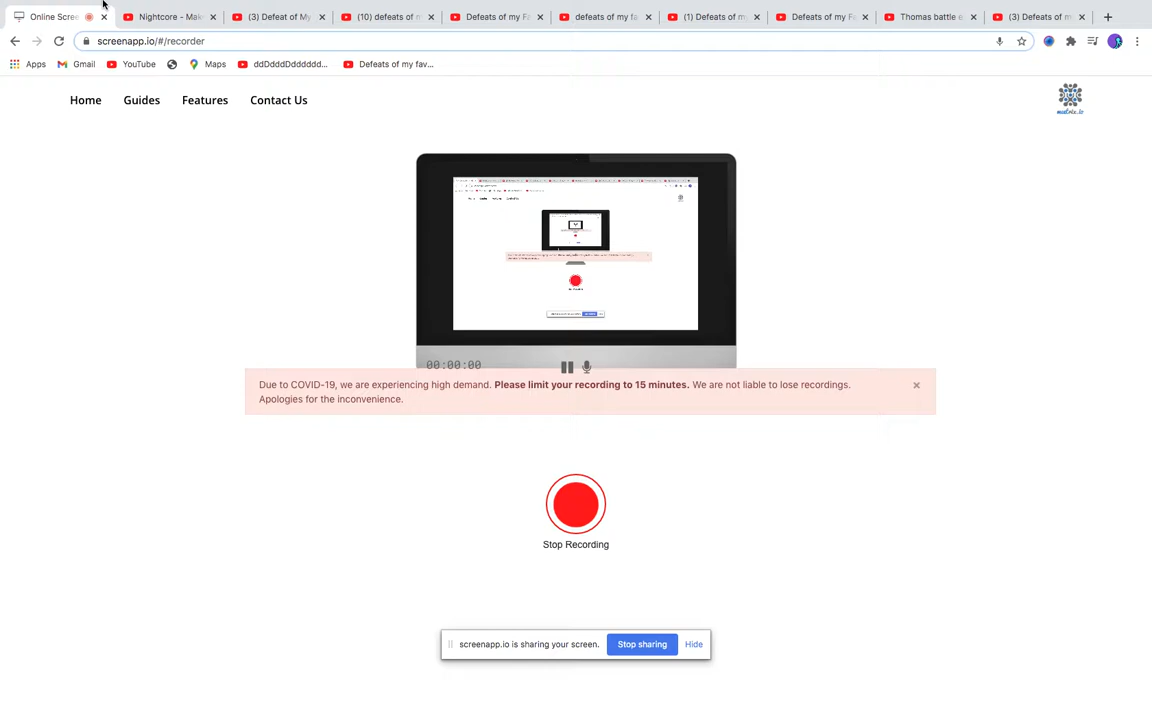 Online Scree
Nightcore - Mak
(3) Defeat of My
(10) defeats of m
Defeats of my Fa
defeats of my fa
(1) Defeats of my
Defeats of my Fa
Thomas battle e
(3) Defeats of m
screenapp.io/#/recorder
Apps
Gmail
YouTube
Maps
ddDdddDdddddd...
Defeats of my fav...
Home
Guides
Features
Contact Us
00:00:00
Due to COVID-19, we are experiencing high demand. Please limit your recording to 15 minutes. We are not liable to lose recordings.
Apologies for the inconvenience.
Stop Recording
screenapp.io is sharing your screen.
Stop sharing
Hide